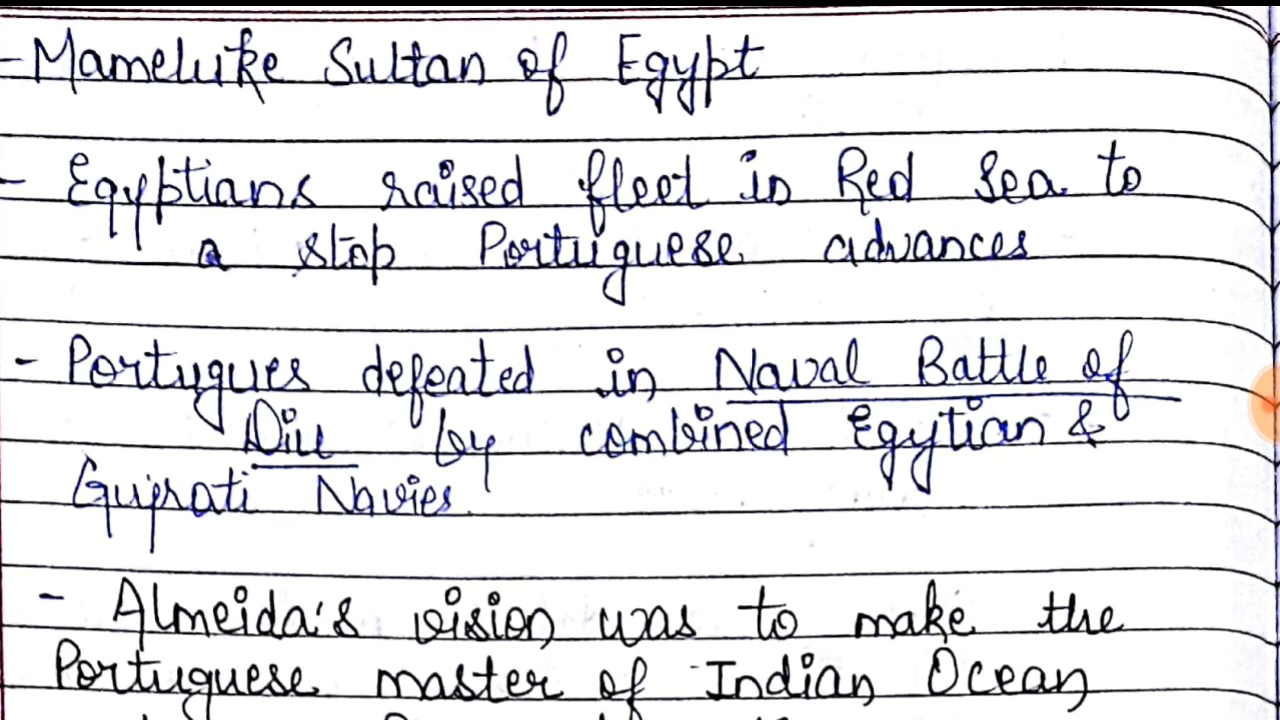 - Mameluke Sultan of Egypt
- Egyptians raised fleet in Red Sea to
a stop Portuguese advances
- Portugues defeated in Naval Battle of
Diu by combined Egytian &
Gujrati Navies.
- Almeida's vision was to make the
Portuguese master of Indian Ocean